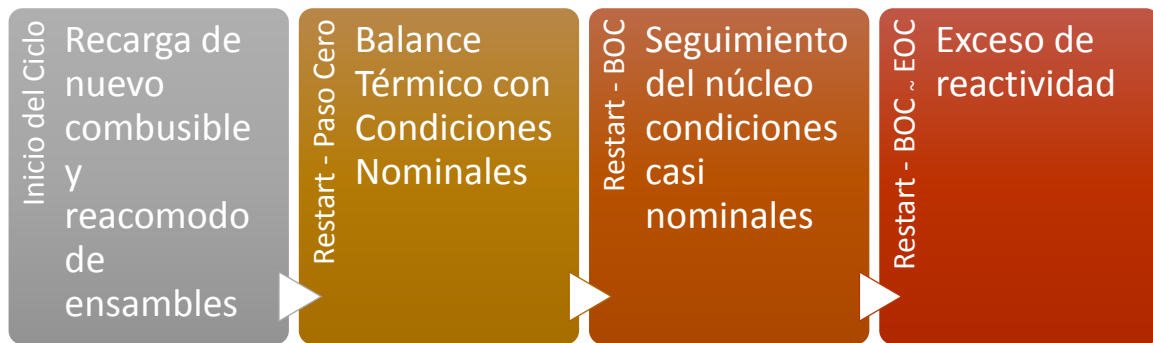 Inicio del Ciclo
Recarga de
nuevo
combusible
y
reacomodo
de
ensambles
Restart - Paso Cero
Balance
Térmico con
Condiciones
Nominales
Restart - BOC
Seguimiento
del núcleo
condiciones
casi
nominales
Restart - BOC ~ EOC
Exceso de
reactividad